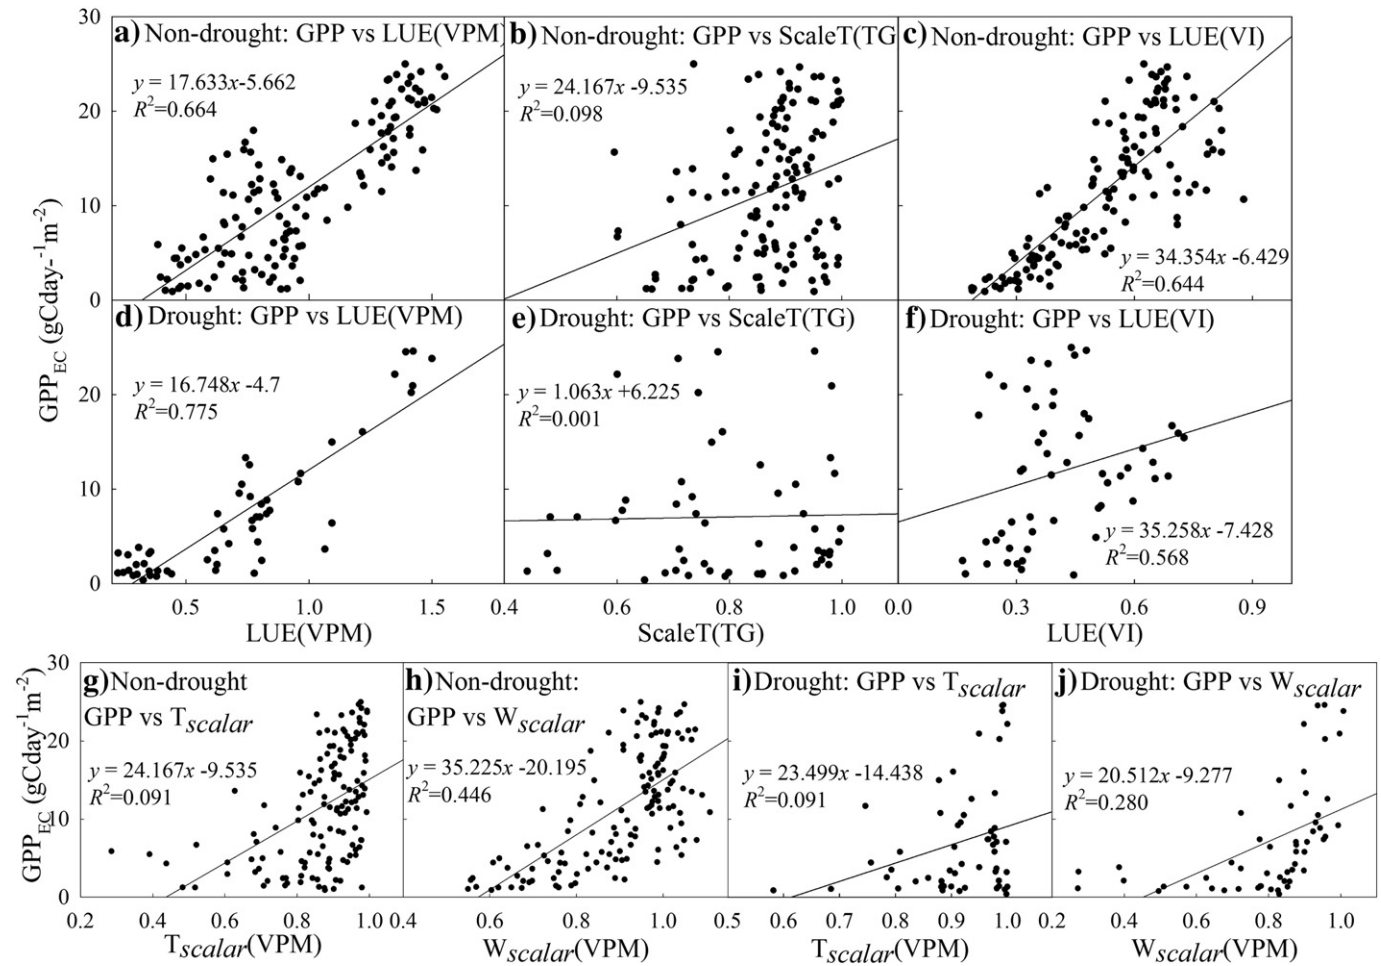 30
20
10
0
a) Non-drought: GPP vs LUE(VPM)
y = 17.633x-5.662
R²=0.664
b) Non-drought: GPP vs ScaleT(TG
y = 24.167x -9.535
R²=0.098
c) Non-drought: GPP vs LUE(VI)
y = 34.354x -6.429
R²=0.644
GPP_EC (gCday-⁻¹m⁻²)
20
10
0
d) Drought: GPP vs LUE(VPM)
y = 16.748x -4.7
R²=0.775
e) Drought: GPP vs ScaleT(TG)
y = 1.063x +6.225
R²=0.001
f) Drought: GPP vs LUE(VI)
y = 35.258x -7.428
R²=0.568
0.5 1.0 1.5 0.4 0.6 0.8 1.0 0.0 0.3 0.6 0.9
LUE(VPM) ScaleT(TG) LUE(VI)
30
20
10
0
GPP_EC (gCday⁻¹m⁻²)
g) Non-drought
GPP vs Tscalar
y = 24.167x -9.535
R²=0.091
h) Non-drought:
GPP vs Wscalar
y = 35.225x -20.195
R²=0.446
i) Drought: GPP vs Tscalar
y = 23.499x -14.438
R²=0.091
j) Drought: GPP vs Wscalar
y = 20.512x -9.277
R²=0.280
0.2 0.4 0.6 0.8 1.0 0.4 0.6 0.8 1.0 0.5 0.6 0.7 0.8 0.9 1.0 0.2 0.4 0.6 0.8 1.0
Tscalar(VPM) Wscalar(VPM) Tscalar(VPM) Wscalar(VPM)